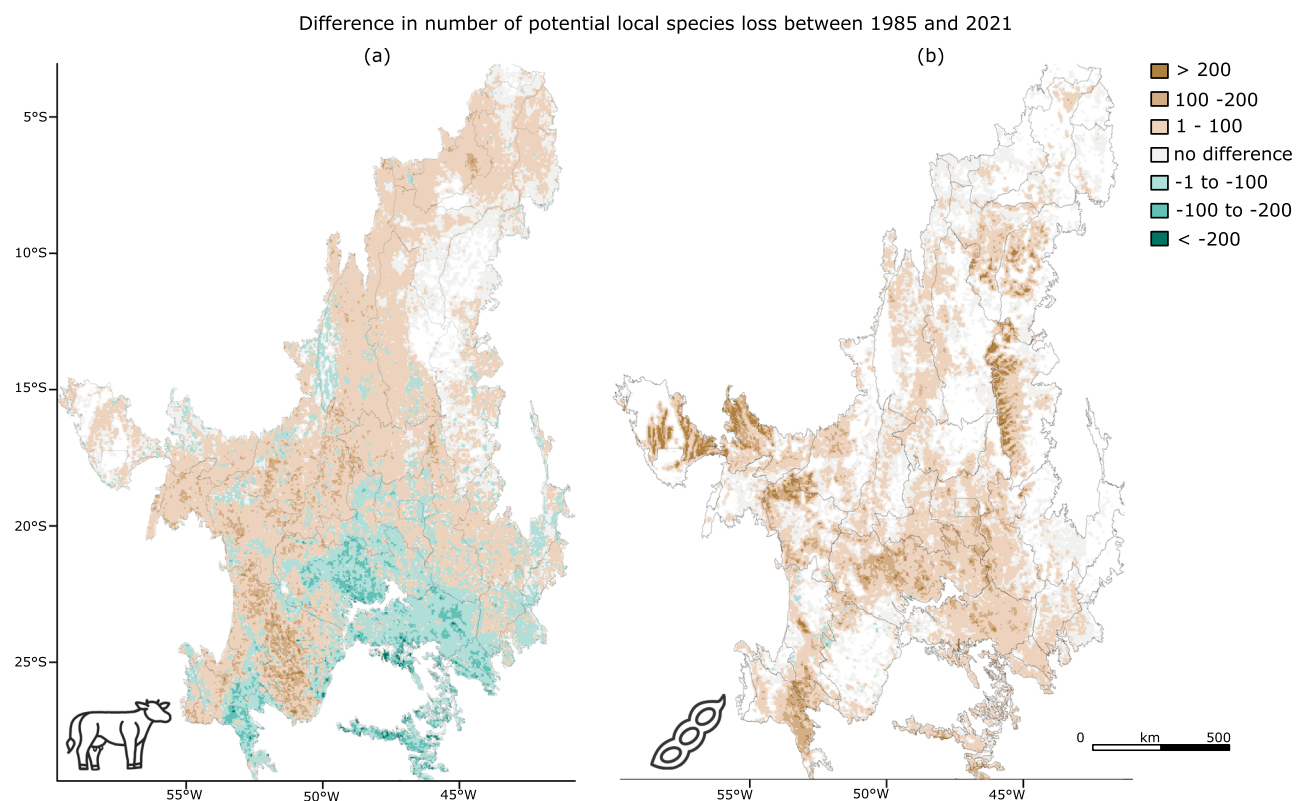 Difference in number of potential local species loss between 1985 and 2021
(a)
(b)
> 200
100 -200
1 - 100
no difference
-1 to -100
-100 to -200
< -200
5°S
10°S
15°S
20°S
25°S
0 km 500
55°W 50°W 45°W
55°W 50°W 45°W